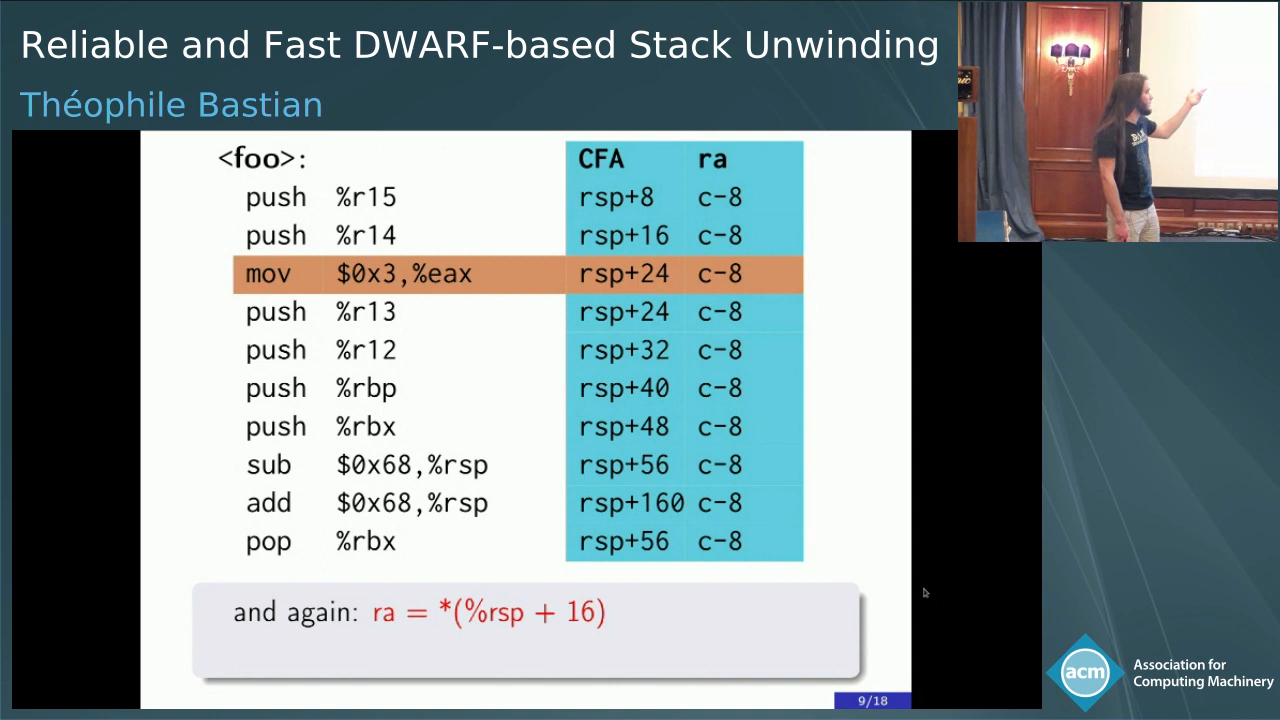 Reliable and Fast DWARF-based Stack Unwinding
Théophile Bastian
<foo>: CFA ra
push %r15 rsp+8 c-8
push %r14 rsp+16 c-8
mov $0x3,%eax rsp+24 c-8
push %r13 rsp+24 c-8
push %r12 rsp+32 c-8
push %rbp rsp+40 c-8
push %rbx rsp+48 c-8
sub $0x68,%rsp rsp+56 c-8
add $0x68,%rsp rsp+160 c-8
pop %rbx rsp+56 c-8
and again: ra = *(%rsp + 16)
9/18
acm
Association for
Computing Machinery